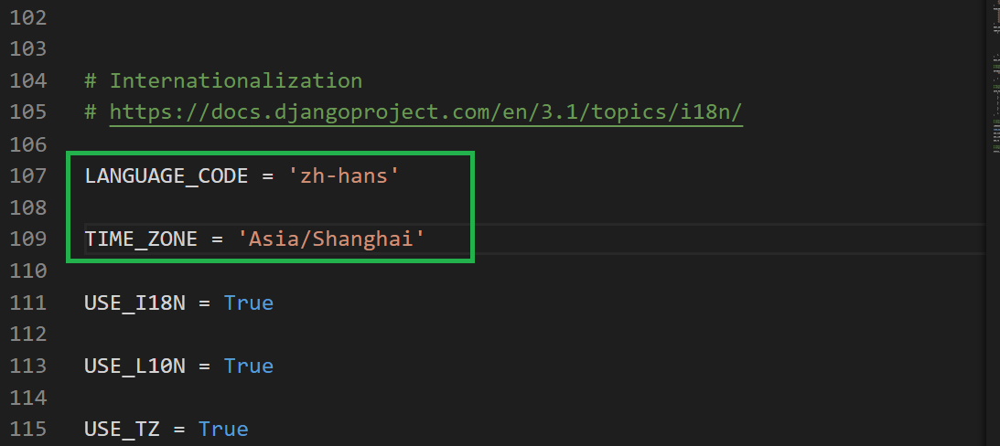 102
103
104 # Internationalization
105 # https://docs.djangoproject.com/en/3.1/topics/i18n/
106
107 LANGUAGE_CODE = 'zh-hans'
108
109 TIME_ZONE = 'Asia/Shanghai'
110
111 USE_I18N = True
112
113 USE_L10N = True
114
115 USE_TZ = True